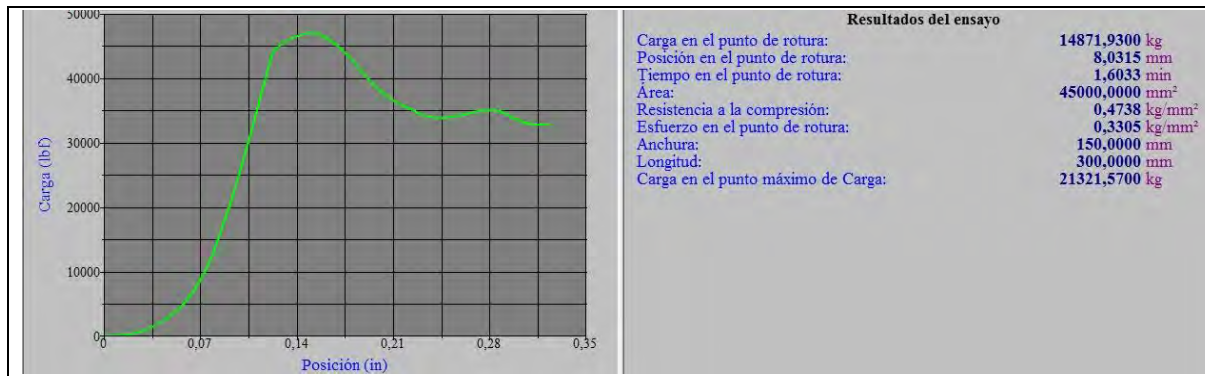 50000
40000
30000
20000
10000
0
Carga (lbf)
0 0,07 0,14 0,21 0,28 0,35
Posición (in)
Resultados del ensayo
Carga en el punto de rotura: 14871,9300 kg
Posición en el punto de rotura: 8,0315 mm
Tiempo en el punto de rotura: 1,6033 min
Área: 45000,0000 mm²
Resistencia a la compresión: 0,4738 kg/mm²
Esfuerzo en el punto de rotura: 0,3305 kg/mm²
Anchura: 150,0000 mm
Longitud: 300,0000 mm
Carga en el punto máximo de Carga: 21321,5700 kg